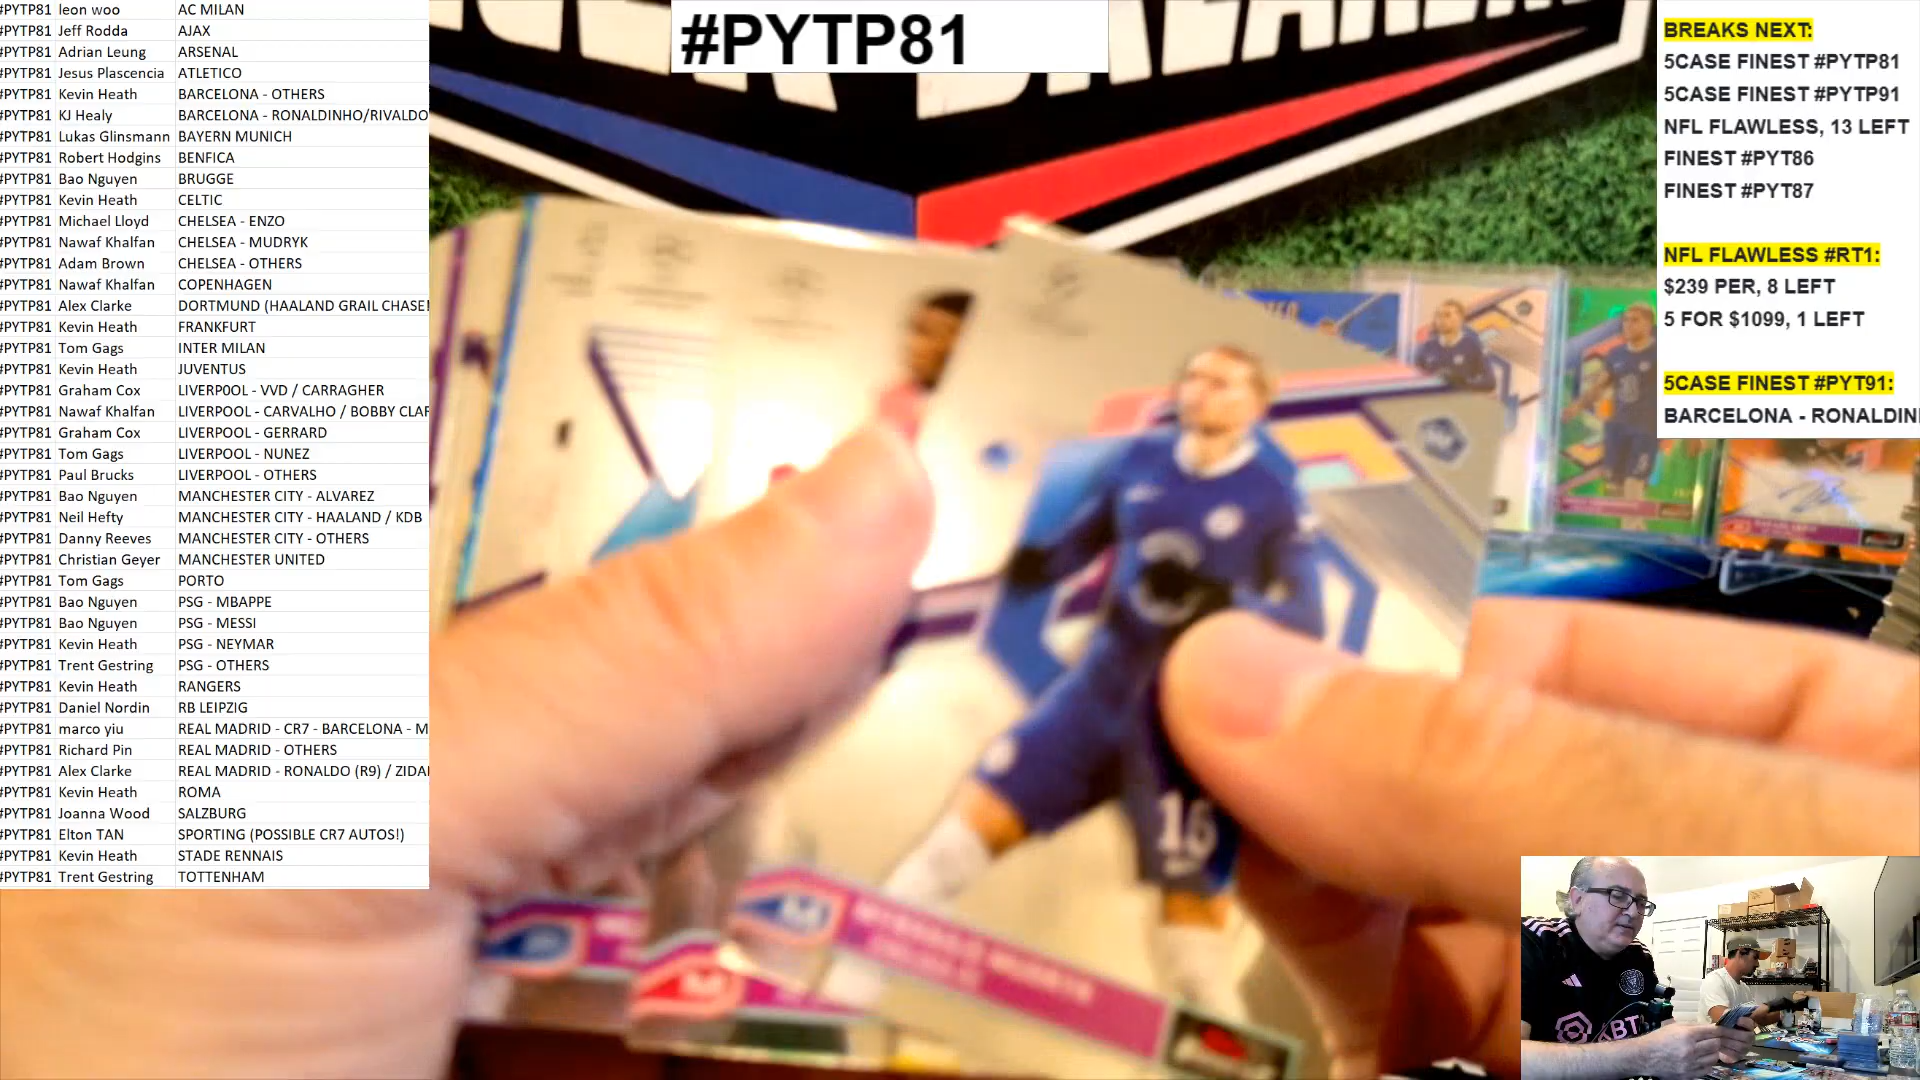 #PYTP81 leon woo AC MILAN
#PYTP81 Jeff Rodda AJAX
#PYTP81 Adrian Leung ARSENAL
#PYTP81 Jesus Plascencia ATLETICO
#PYTP81 Kevin Heath BARCELONA - OTHERS
#PYTP81 KJ Healy BARCELONA - RONALDINHO/RIVALDO
#PYTP81 Lukas Glinsmann BAYERN MUNICH
#PYTP81 Robert Hodgins BENFICA
#PYTP81 Bao Nguyen BRUGGE
#PYTP81 Kevin Heath CELTIC
#PYTP81 Michael Lloyd CHELSEA - ENZO
#PYTP81 Nawaf Khalfan CHELSEA - MUDRYK
#PYTP81 Adam Brown CHELSEA - OTHERS
#PYTP81 Nawaf Khalfan COPENHAGEN
#PYTP81 Alex Clarke DORTMUND (HAALAND GRAIL CHASE!
#PYTP81 Kevin Heath FRANKFURT
#PYTP81 Tom Gags INTER MILAN
#PYTP81 Kevin Heath JUVENTUS
#PYTP81 Graham Cox LIVERPOOL - VVD / CARRAGHER
#PYTP81 Nawaf Khalfan LIVERPOOL - CARVALHO / BOBBY CLAR
#PYTP81 Graham Cox LIVERPOOL - GERRARD
#PYTP81 Tom Gags LIVERPOOL - NUNEZ
#PYTP81 Paul Brucks LIVERPOOL - OTHERS
#PYTP81 Bao Nguyen MANCHESTER CITY - ALVAREZ
#PYTP81 Neil Hefty MANCHESTER CITY - HAALAND / KDB
#PYTP81 Danny Reeves MANCHESTER CITY - OTHERS
#PYTP81 Christian Geyer MANCHESTER UNITED
#PYTP81 Tom Gags PORTO
#PYTP81 Bao Nguyen PSG - MBAPPE
#PYTP81 Bao Nguyen PSG - MESSI
#PYTP81 Kevin Heath PSG - NEYMAR
#PYTP81 Trent Gestring PSG - OTHERS
#PYTP81 Kevin Heath RANGERS
#PYTP81 Daniel Nordin RB LEIPZIG
#PYTP81 marco yiu REAL MADRID - CR7 - BARCELONA - M
#PYTP81 Richard Pin REAL MADRID - OTHERS
#PYTP81 Alex Clarke REAL MADRID - RONALDO (R9) / ZIDA
#PYTP81 Kevin Heath ROMA
#PYTP81 Joanna Wood SALZBURG
#PYTP81 Elton TAN SPORTING (POSSIBLE CR7 AUTOS!)
#PYTP81 Kevin Heath STADE RENNAIS
#PYTP81 Trent Gestring TOTTENHAM
#PYTP81
BREAKS NEXT:
5CASE FINEST #PYTP81
5CASE FINEST #PYTP91
NFL FLAWLESS, 13 LEFT
FINEST #PYT86
FINEST #PYT87
NFL FLAWLESS #RT1:
$239 PER, 8 LEFT
5 FOR $1099, 1 LEFT
5CASE FINEST #PYT91:
BARCELONA - RONALDIN
16